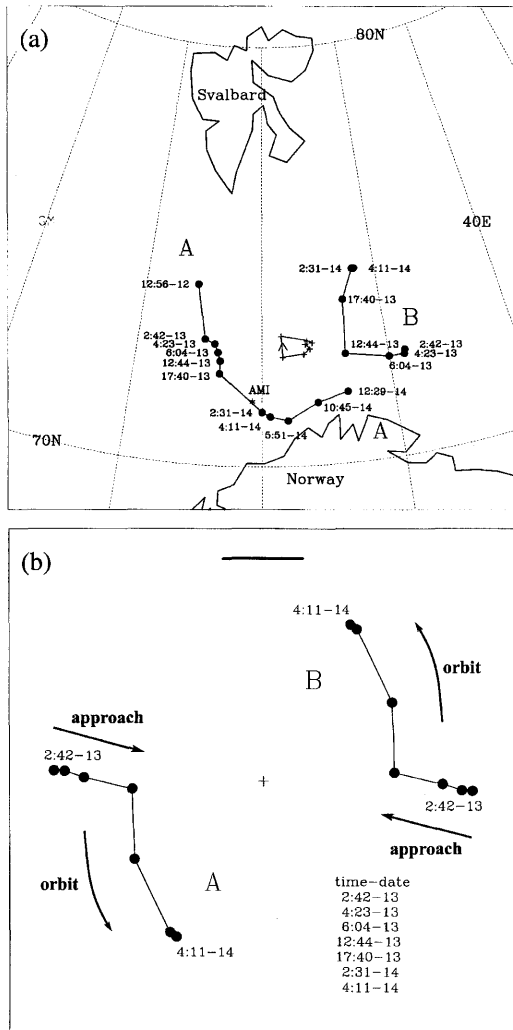 (a)
80N
Svalbard
GM
40E
A
12:56-12
2:31-14
4:11-14
17:40-13
B
2:42-13
4:23-13
6:04-13
12:44-13
17:40-13
12:44-13
2:42-13
4:23-13
6:04-13
AMI
2:31-14
4:11-14
5:51-14
12:29-14
10:45-14
A
70N
Norway
(b)
4:11-14
B
orbit
approach
2:42-13
+
2:42-13
approach
orbit
A
4:11-14
time-date
2:42-13
4:23-13
6:04-13
12:44-13
17:40-13
2:31-14
4:11-14